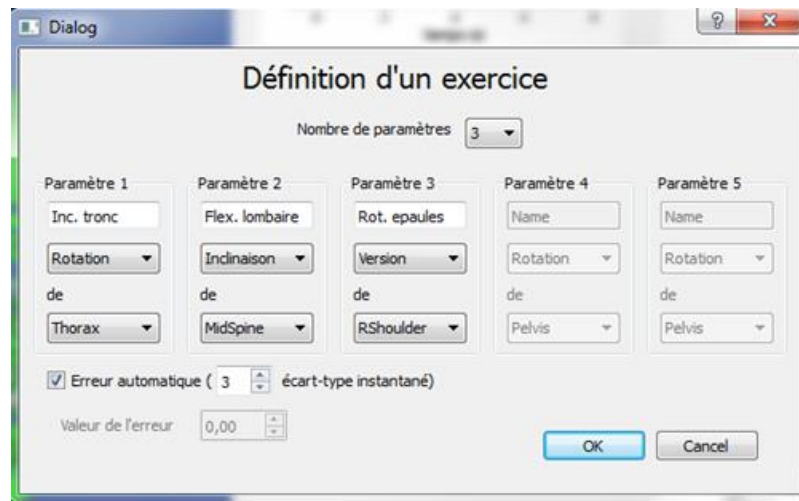 Dialog
Définition d'un exercice
Nombre de paramètres 3
Paramètre 1 Paramètre 2 Paramètre 3 Paramètre 4 Paramètre 5
Inc. tronc Flex. lombaire Rot. epaules Name Name
Rotation Inclinaison Version Rotation Rotation
de de de de de
Thorax MidSpine RShoulder Pelvis Pelvis
Erreur automatique ( 3 écart-type instantané)
Valeur de l'erreur 0,00
OK Cancel